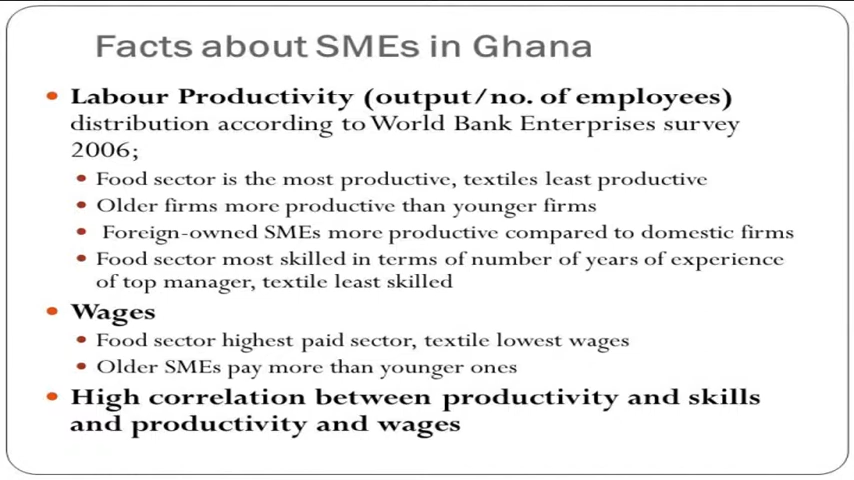 Facts about SMEs in Ghana
• Labour Productivity (output/no. of employees)
distribution according to World Bank Enterprises survey
2006;
• Food sector is the most productive, textiles least productive
• Older firms more productive than younger firms
• Foreign-owned SMEs more productive compared to domestic firms
• Food sector most skilled in terms of number of years of experience
of top manager, textile least skilled
• Wages
• Food sector highest paid sector, textile lowest wages
• Older SMEs pay more than younger ones
• High correlation between productivity and skills
and productivity and wages